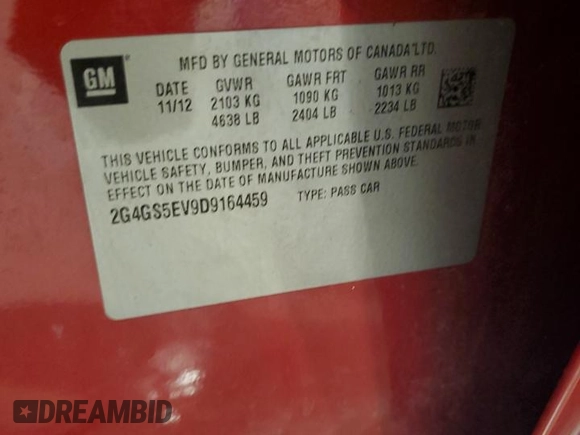 MFD BY GENERAL MOTORS OF CANADA LTD.
GM
DATE GVWR GAWR FRT GAWR RR
11/12 2103 KG 1090 KG 1013 KG
4638 LB 2404 LB 2234 LB
THIS VEHICLE CONFORMS TO ALL APPLICABLE U.S. FEDERAL MOTOR
VEHICLE SAFETY, BUMPER, AND THEFT PREVENTION STANDARDS IN
EFFECT ON THE DATE OF MANUFACTURE SHOWN ABOVE.
2G4GS5EV9D9164459 TYPE: PASS CAR
DREAMBID